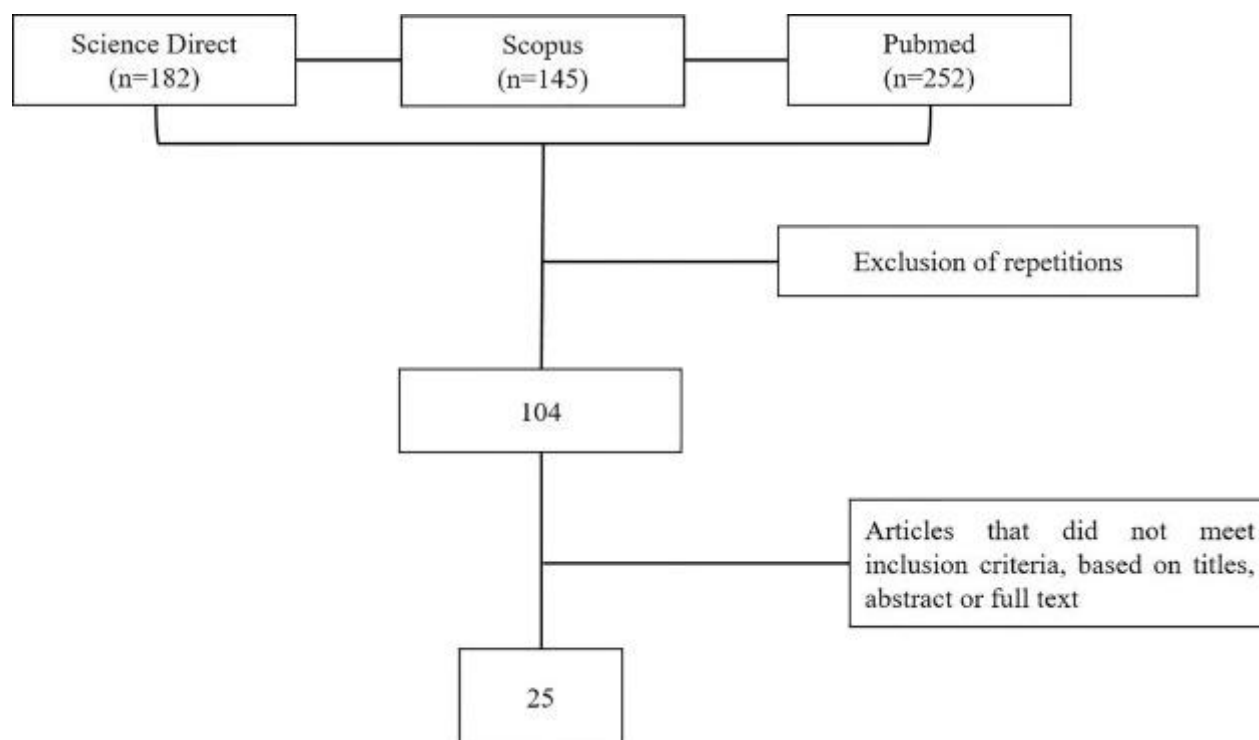 Science Direct
(n=182)
Scopus
(n=145)
Pubmed
(n=252)
Exclusion of repetitions
104
Articles that did not meet
inclusion criteria, based on titles,
abstract or full text
25